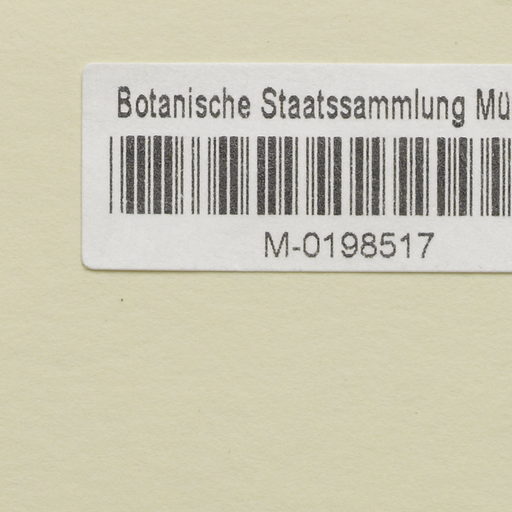 Botanische Staatssammlung Mü
M-0198517